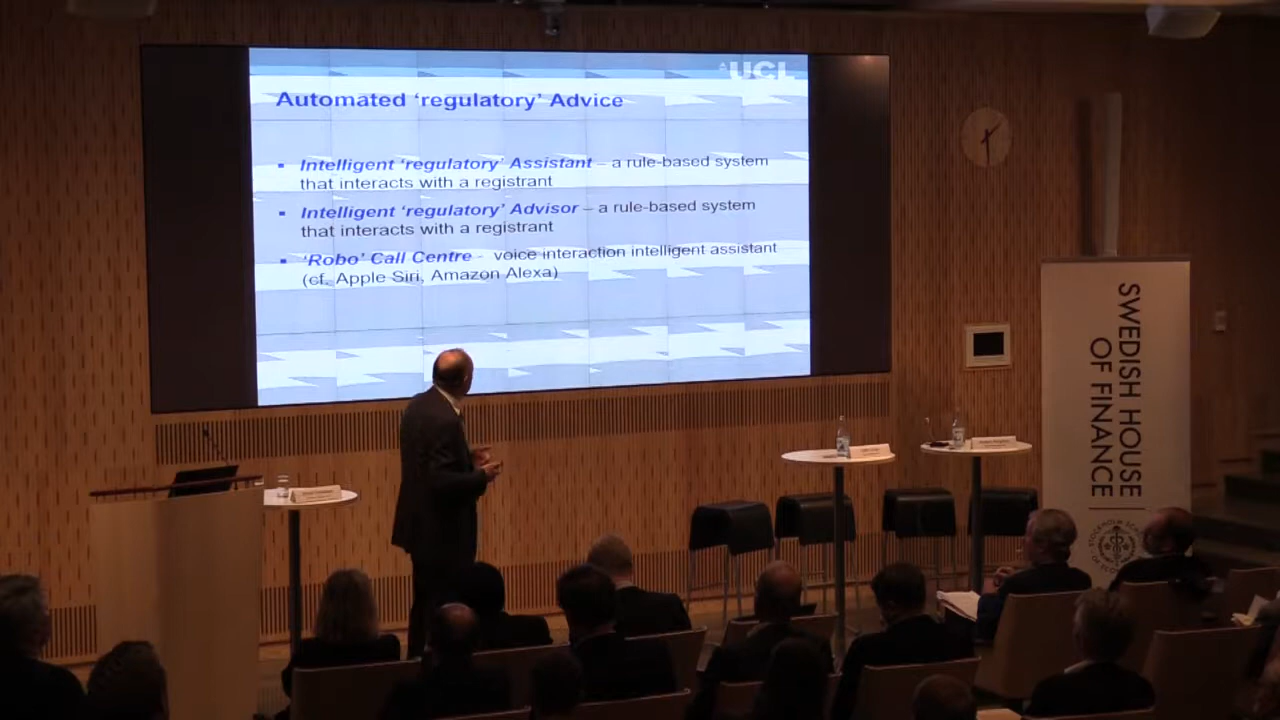 UCL
Automated ‘regulatory’ Advice
▪ Intelligent ‘regulatory’ Assistant – a rule-based system
that interacts with a registrant
▪ Intelligent ‘regulatory’ Advisor – a rule-based system
that interacts with a registrant
▪ ‘Robo’ Call Centre - voice interaction intelligent assistant
(cf. Apple Siri, Amazon Alexa)
SWEDISH HOUSE
OF FINANCE